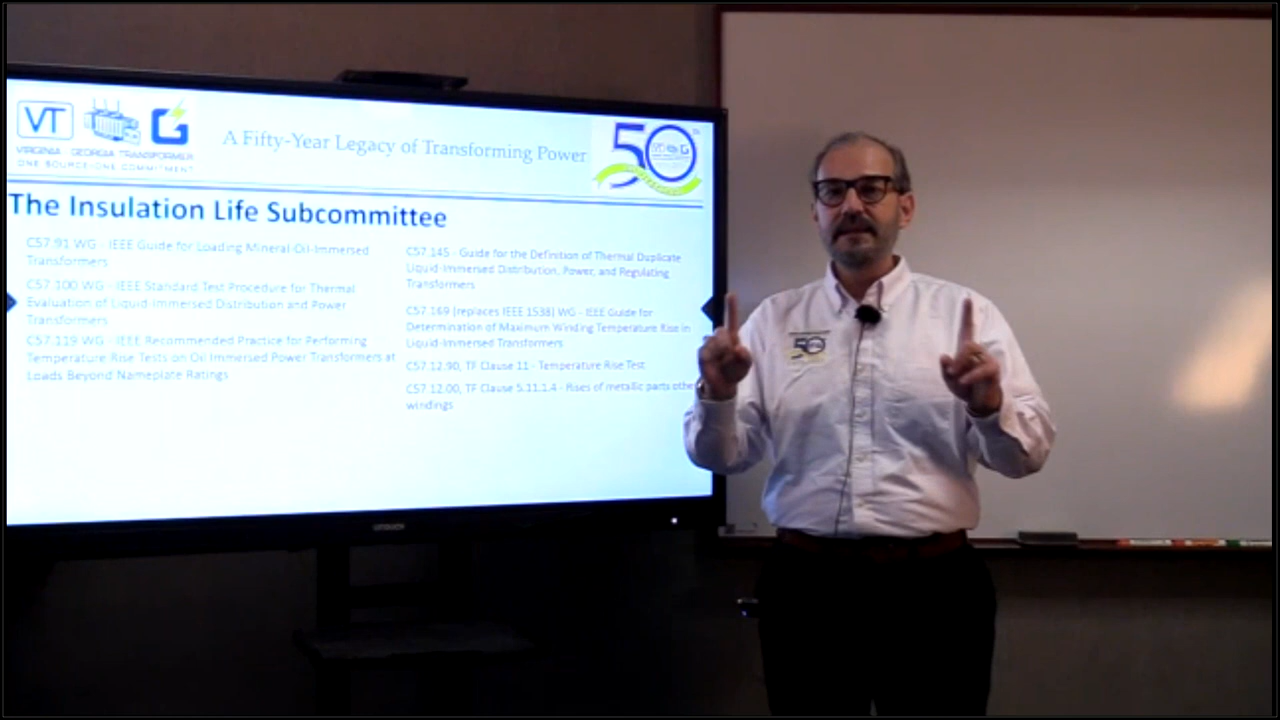 VT
G
VIRGINIA - GEORGIA TRANSFORMER
ONE SOURCE-ONE COMMITMENT
A Fifty-Year Legacy of Transforming Power
50
The Insulation Life Subcommittee
C57.91 WG - IEEE Guide for Loading Mineral-Oil-Immersed
Transformers
C57.100 WG - IEEE Standard Test Procedure for Thermal
Evaluation of Liquid-Immersed Distribution and Power
Transformers
C57.119 WG - IEEE Recommended Practice for Performing
Temperature Rise Tests on Oil-Immersed Power Transformers at
Loads Beyond Nameplate Ratings
C57.145 - Guide for the Definition of Thermal Duplicate
Liquid-Immersed Distribution, Power, and Regulating
Transformers
C57.169 (replaces IEEE 1538) WG - IEEE Guide for
Determination of Maximum Winding Temperature Rise in
Liquid-Immersed Transformers
C57.12.90, TF Clause 11 - Temperature Rise Test
C57.12.00, TF Clause 5.11.1.4 - Rises of metallic parts othe
windings
50